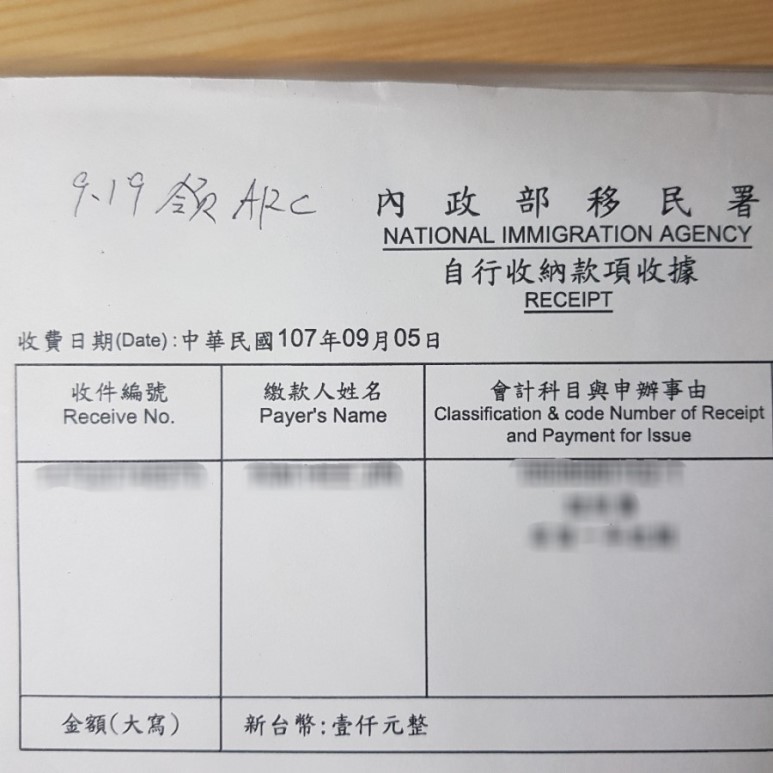 9.19 領 ARC
內政部移民署
NATIONAL IMMIGRATION AGENCY
自行收納款項收據
RECEIPT
收費日期(Date):中華民國107年09月05日
收件編號
Receive No.
繳款人姓名
Payer's Name
會計科目與申辦事由
Classification & code Number of Receipt
and Payment for Issue
金額(大寫)
新台幣:壹仟元整